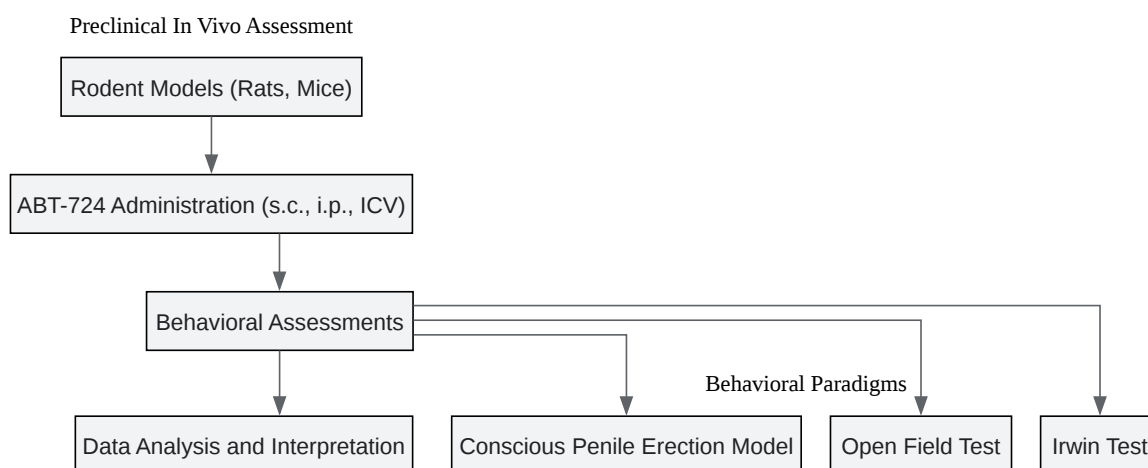 Preclinical In Vivo Assessment
Rodent Models (Rats, Mice)
ABT-724 Administration (s.c., i.p., ICV)
Behavioral Assessments
Behavioral Paradigms
Data Analysis and Interpretation
Conscious Penile Erection Model
Open Field Test
Irwin Test